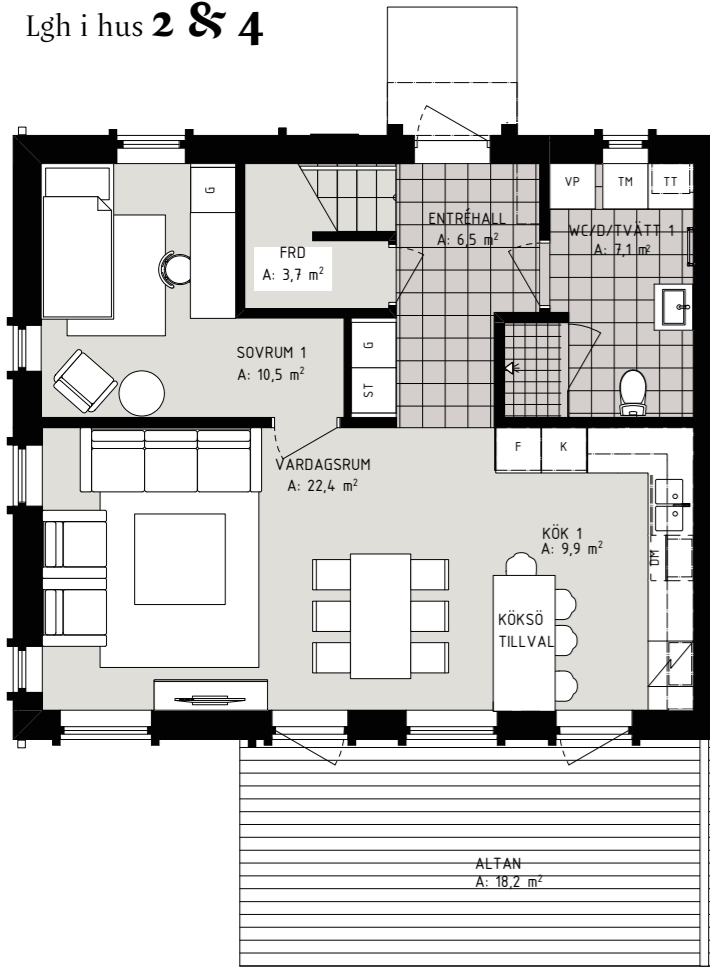 Lgh i hus 2 & 4
VP
TM
TT
G
ENTRÉHALL
A: 6,5 m²
WC/D/TVÄTT 1
A: 7,1 m²
FRD
A: 3,7 m²
SOVRUM 1
A: 10,5 m²
G
ST
F
K
VARDAGSRUM
A: 22,4 m²
KÖK 1
A: 9,9 m²
DM
KÖKSÖ
TILLVAL
ALTAN
A: 18,2 m²